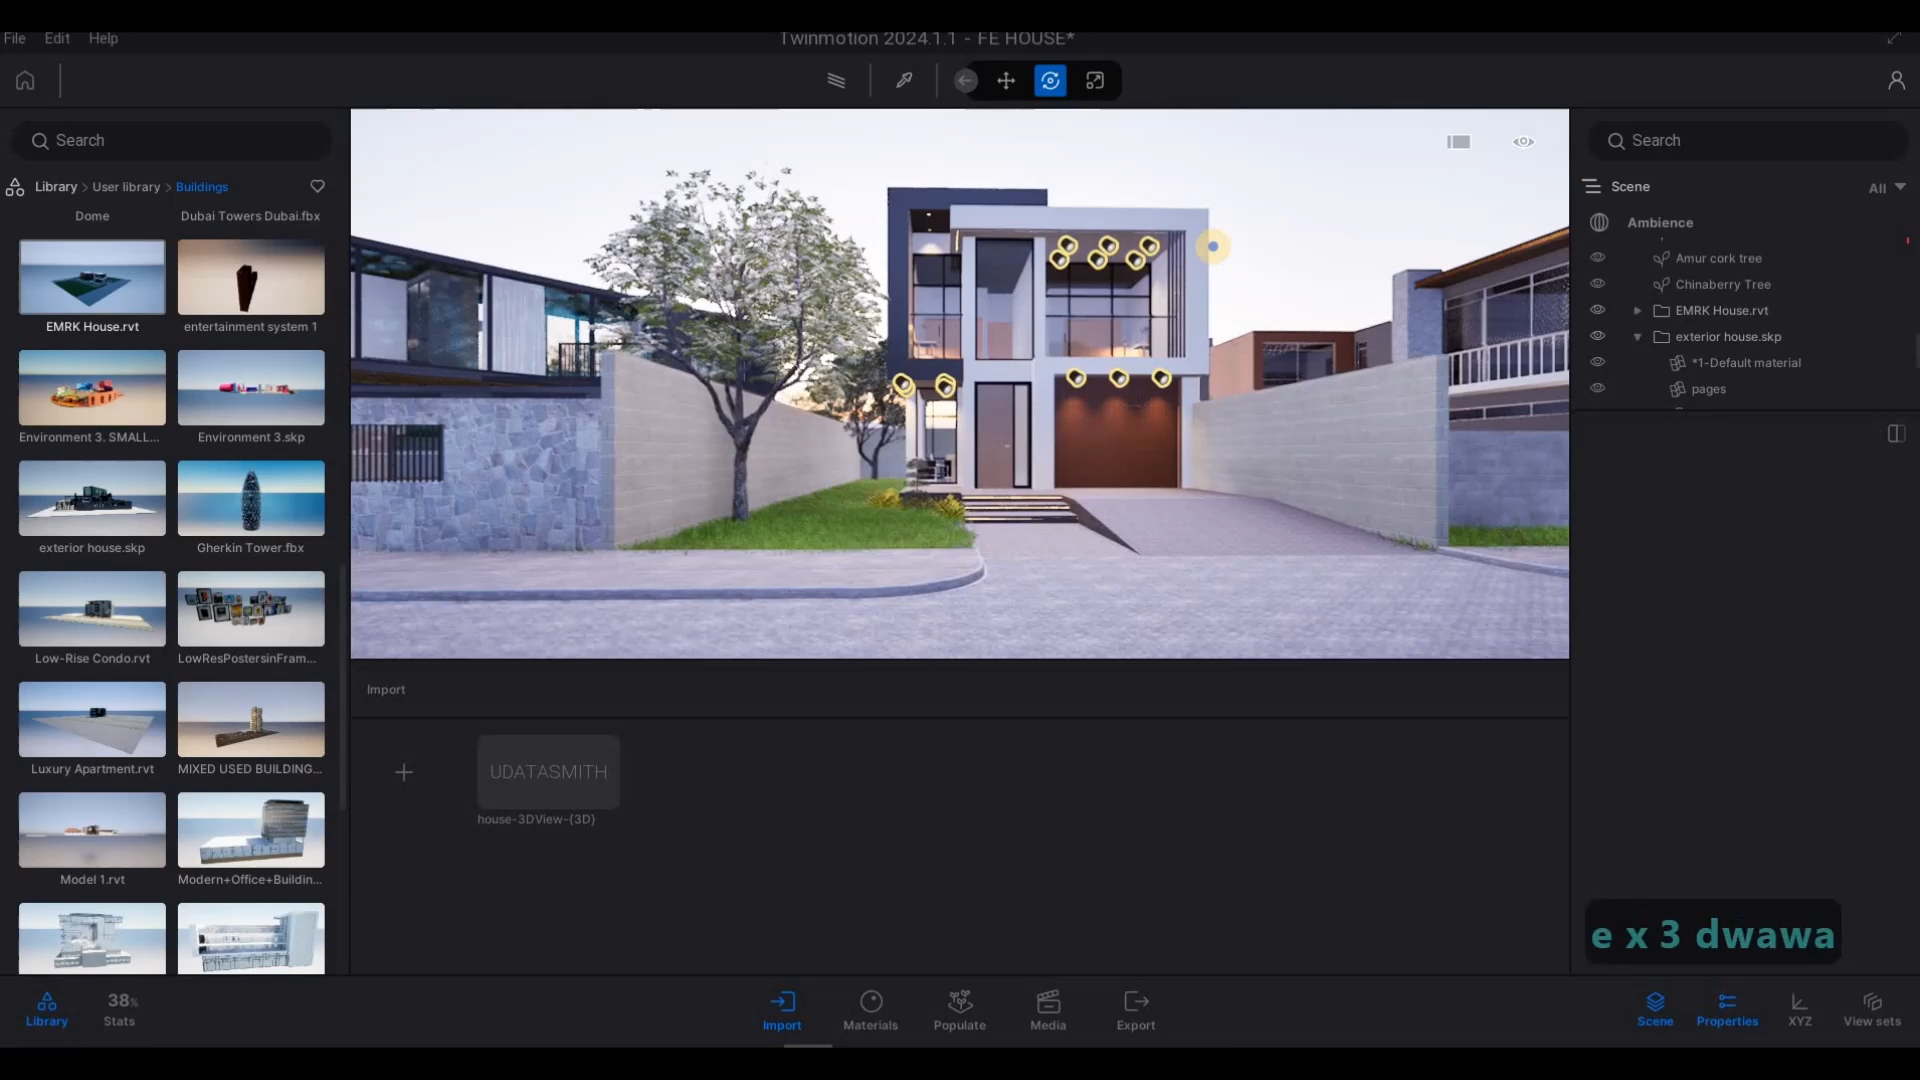 File Edit Help
Twinmotion 2024.1.1 - FE HOUSE*
Search
Library > User library > Buildings
Dome
Dubai Towers Dubai.fbx
EMRK House.rvt
entertainment system 1
Environment 3. SMALL...
Environment 3.skp
exterior house.skp
Gherkin Tower.fbx
Low-Rise Condo.rvt
LowResPostersinFram...
Luxury Apartment.rvt
MIXED USED BUILDING...
Model 1.rvt
Modern+Office+Buildin...
Import
UDATASMITH
house-3DView-{3D}
Search
Scene
All
Ambience
Amur cork tree
Chinaberry Tree
EMRK House.rvt
exterior house.skp
*1-Default material
pages
e x 3 dwawa
Library
38%
Stats
Import
Materials
Populate
Media
Export
Scene
Properties
XYZ
View sets